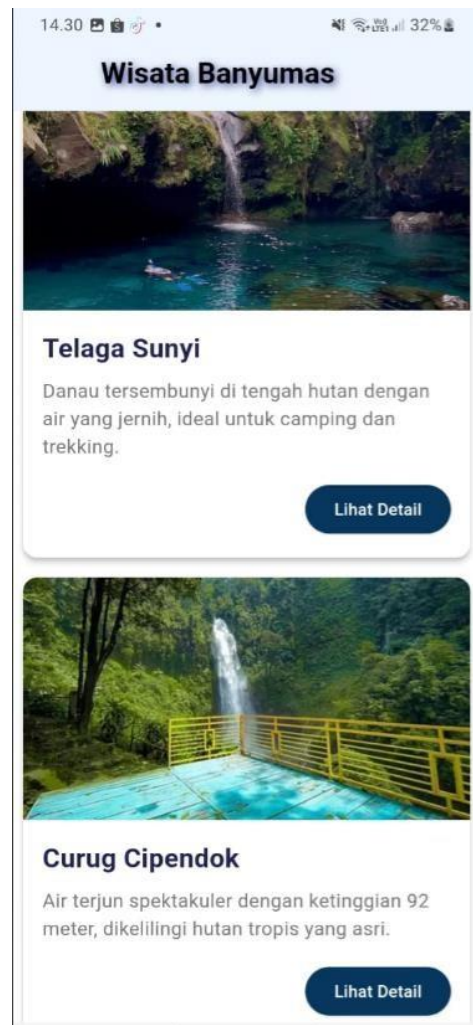 14.30
32%
Wisata Banyumas
Telaga Sunyi
Danau tersembunyi di tengah hutan dengan
air yang jernih, ideal untuk camping dan
trekking.
Lihat Detail
Curug Cipendok
Air terjun spektakuler dengan ketinggian 92
meter, dikelilingi hutan tropis yang asri.
Lihat Detail